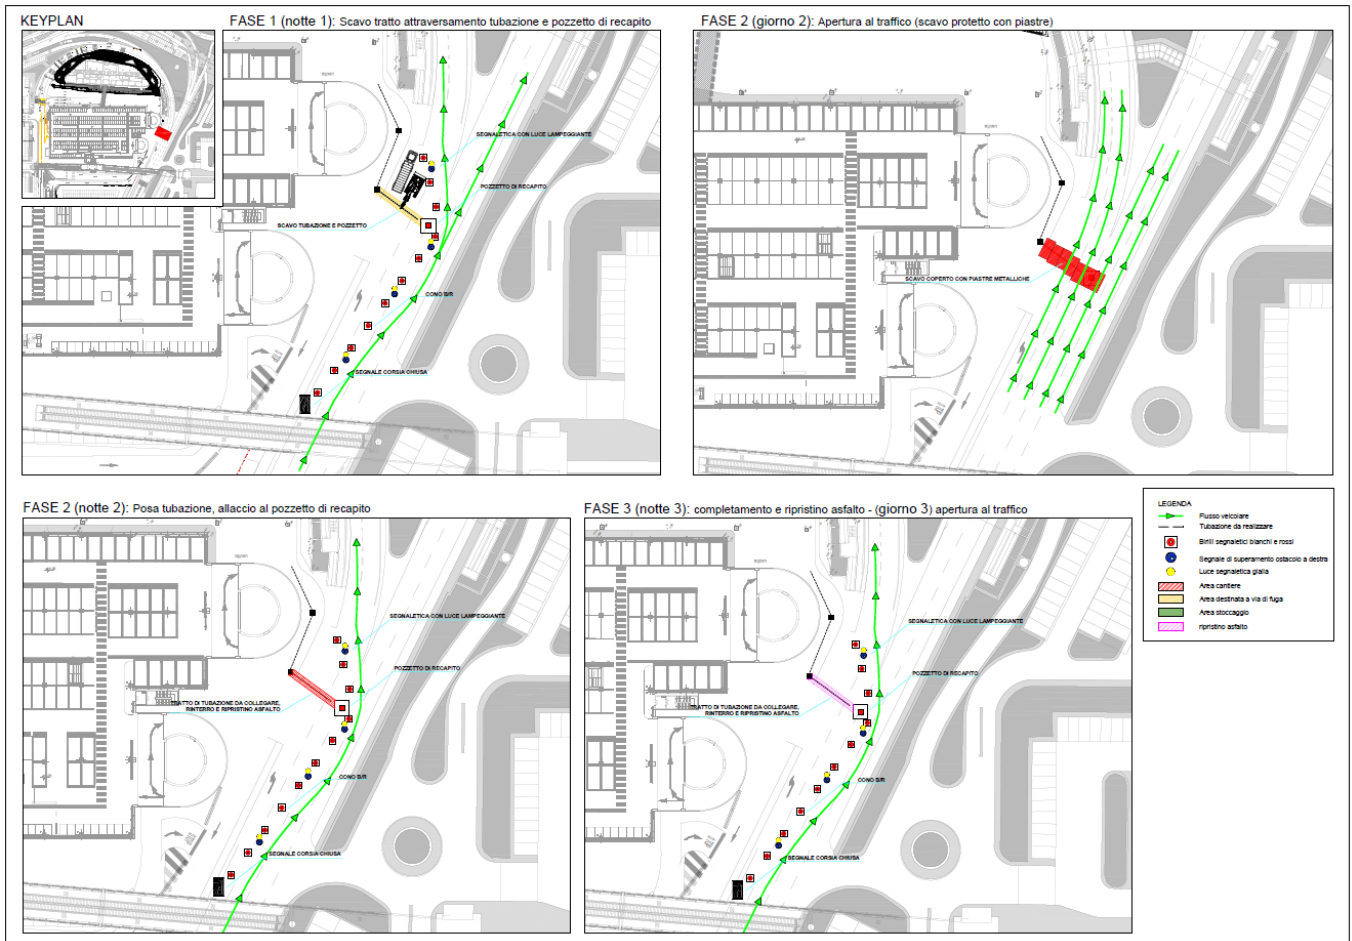 KEYPLAN
FASE 1 (notte 1): Scavo tratto attraversamento tubazione e pozzetto di recapito
SEGNALETICA CON LUCE LAMPEGGIANTE
POZZETTO DI RECAPITO
SCAVO TUBAZIONE E POZZETTO
CONO B/R
SEGNALE CORSIA CHIUSA
FASE 2 (giorno 2): Apertura al traffico (scavo protetto con piastre)
SCAVO COPERTO CON PIASTRE METALLICHE
FASE 2 (notte 2): Posa tubazione, allaccio al pozzetto di recapito
SEGNALETICA CON LUCE LAMPEGGIANTE
POZZETTO DI RECAPITO
TRATTO DI TUBAZIONE DA COLLEGARE,
RINTERRO E RIPRISTINO ASFALTO
CONO B/R
SEGNALE CORSIA CHIUSA
FASE 3 (notte 3): completamento e ripristino asfalto - (giorno 3) apertura al traffico
SEGNALETICA CON LUCE LAMPEGGIANTE
POZZETTO DI RECAPITO
TRATTO DI TUBAZIONE DA COLLEGARE,
RINTERRO E RIPRISTINO ASFALTO
CONO B/R
SEGNALE CORSIA CHIUSA
LEGENDA
Flusso veicolare
Tubazione da realizzare
Birilli segnaletici bianchi e rossi
Segnale di superamento ostacolo a destra
Luce segnaletica gialla
Area cantiere
Area destinata a via di fuga
Area stoccaggio
ripristino asfalto